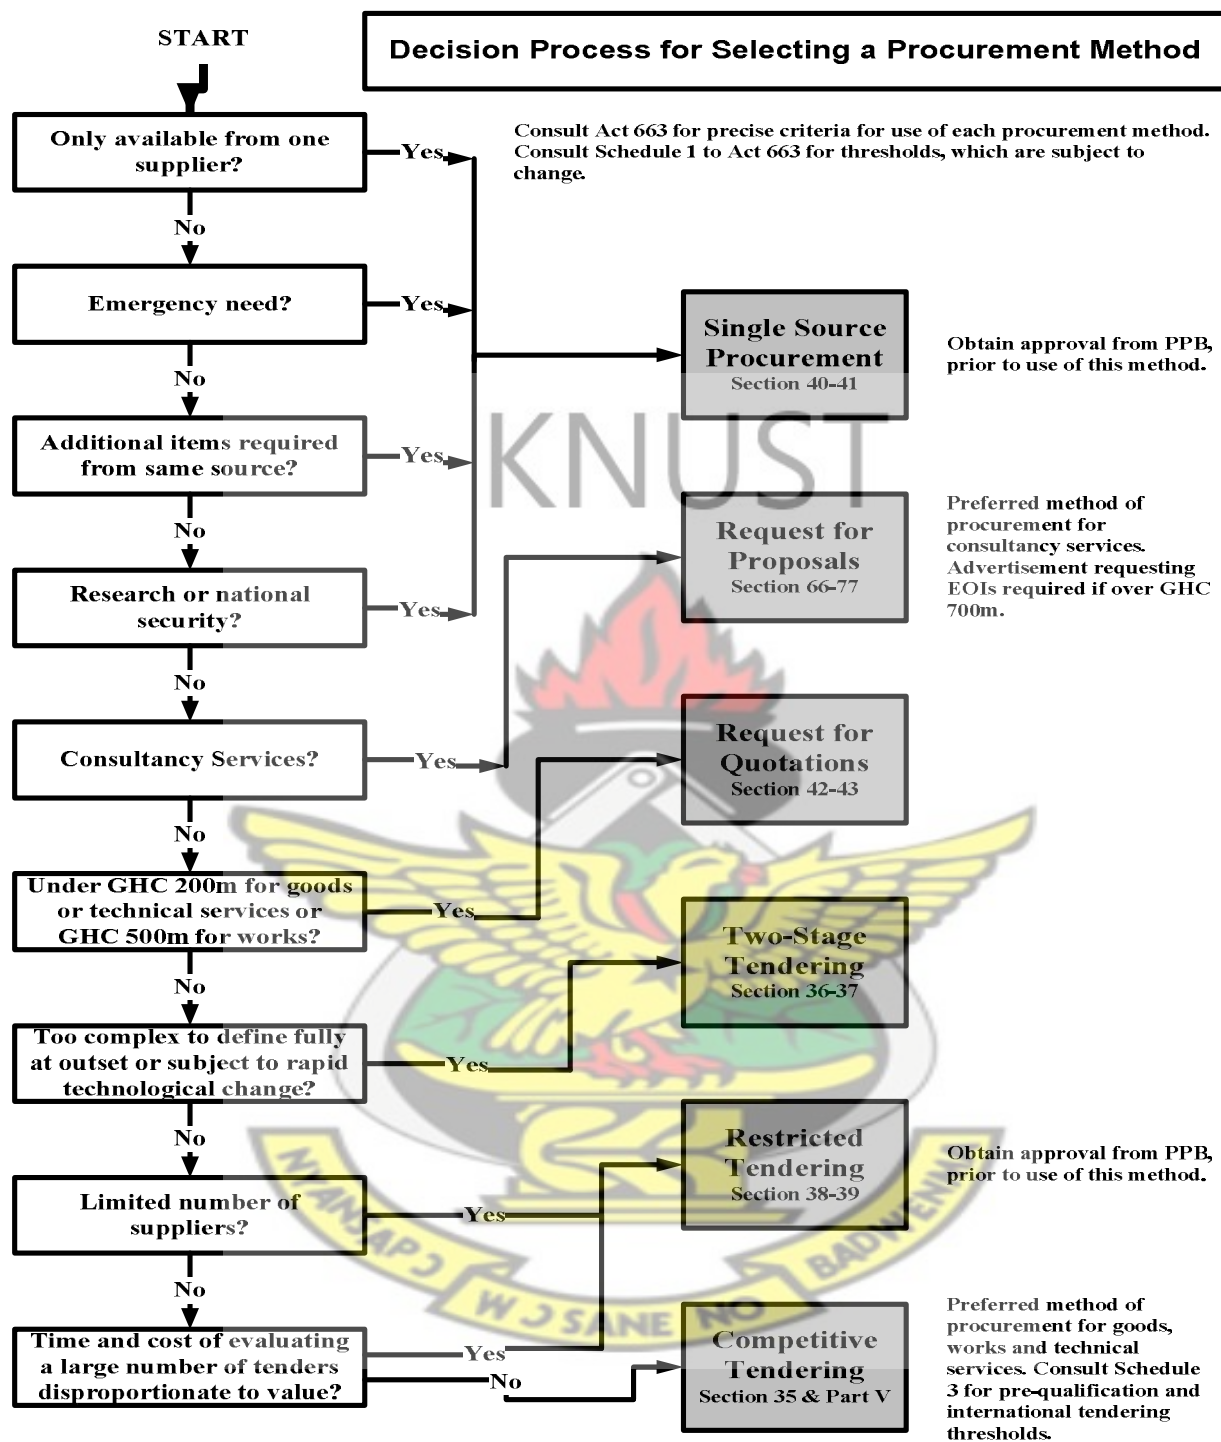 START
Decision Process for Selecting a Procurement Method
Consult Act 663 for precise criteria for use of each procurement method.
Consult Schedule 1 to Act 663 for thresholds, which are subject to
change.
Only available from one
supplier?
Yes
No
Emergency need?
Yes
No
Single Source
Procurement
Section 40-41
Obtain approval from PPB,
prior to use of this method.
Additional items required
from same source?
Yes
No
KNUST
Request for
Proposals
Section 66-77
Preferred method of
procurement for
consultancy services.
Advertisement requesting
EOIs required if over GHC
700m.
Research or national
security?
Yes
No
Consultancy Services?
Yes
No
Request for
Quotations
Section 42-43
Under GHC 200m for goods
or technical services or
GHC 500m for works?
Yes
No
Two-Stage
Tendering
Section 36-37
Too complex to define fully
at outset or subject to rapid
technological change?
Yes
No
Restricted
Tendering
Section 38-39
Obtain approval from PPB,
prior to use of this method.
Limited number of
suppliers?
Yes
No
Time and cost of evaluating
a large number of tenders
disproportionate to value?
Yes
No
Competitive
Tendering
Section 35 & Part V
Preferred method of
procurement for goods,
works and technical
services. Consult Schedule
3 for pre-qualification and
international tendering
thresholds.
NYANSAPƆ
WƆ SANE NO
BADWENMA